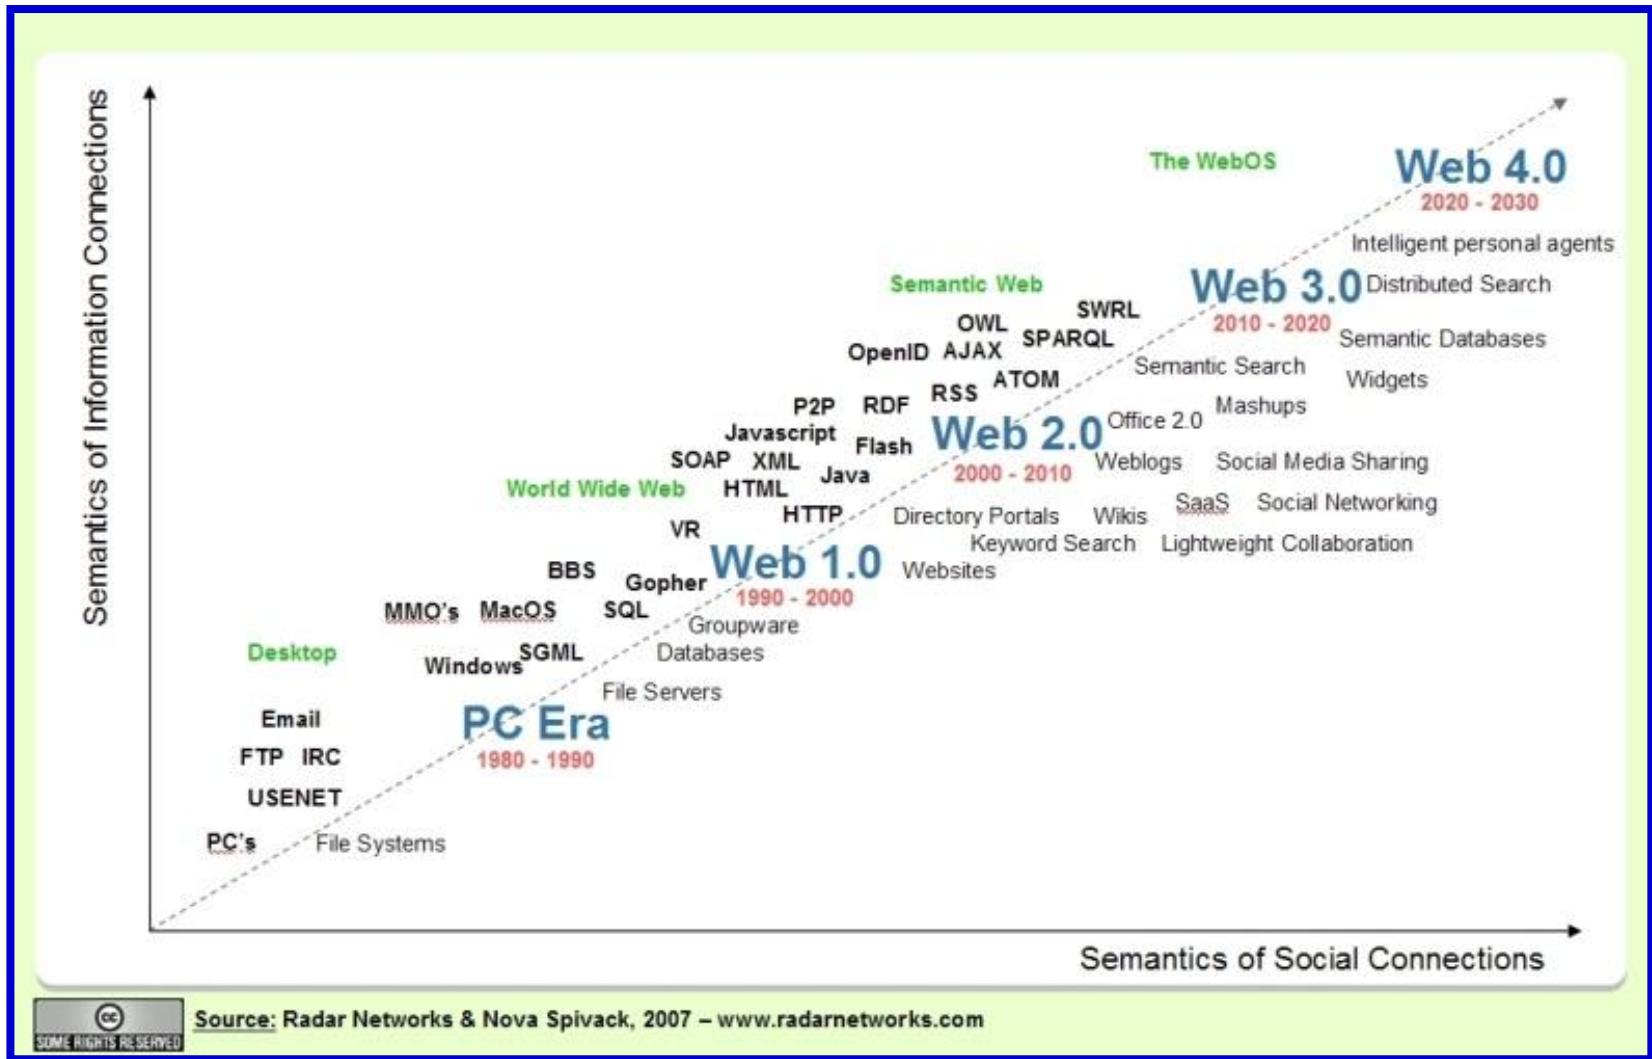 Semantics of Information Connections
The WebOS
Web 4.0
2020 - 2030
Intelligent personal agents
Semantic Web
Web 3.0
Distributed Search
2010 - 2020
SWRL
OWL
SPARQL
Semantic Databases
OpenID
AJAX
Semantic Search
Widgets
ATOM
RSS
P2P
RDF
Mashups
Office 2.0
Javascript
Flash
Web 2.0
2000 - 2010
SOAP
XML
Weblogs
Social Media Sharing
Java
World Wide Web
HTML
SaaS
Social Networking
HTTP
Directory Portals
Wikis
VR
Keyword Search
Lightweight Collaboration
Web 1.0
1990 - 2000
Websites
BBS
Gopher
MMO's
MacOS
SQL
Groupware
Desktop
Windows
SGML
Databases
File Servers
Email
PC Era
1980 - 1990
FTP
IRC
USENET
PC's
File Systems
Semantics of Social Connections
cc
SOME RIGHTS RESERVED
Source: Radar Networks & Nova Spivack, 2007 – www.radarnetworks.com